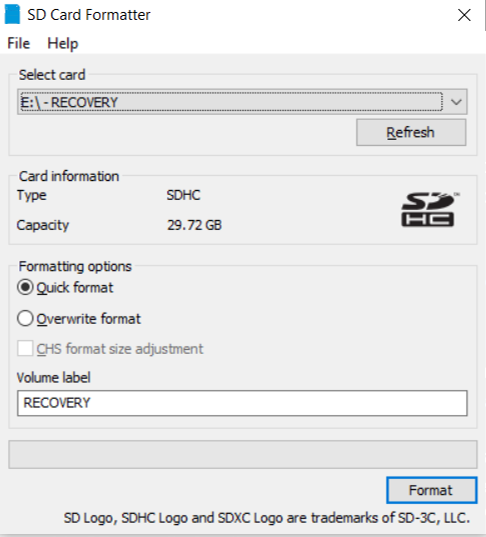 SD Card Formatter
File Help
Select card
E:\ - RECOVERY
Refresh
Card information
Type SDHC
Capacity 29.72 GB
SD HC
Formatting options
Quick format
Overwrite format
CHS format size adjustment
Volume label
RECOVERY
Format
SD Logo, SDHC Logo and SDXC Logo are trademarks of SD-3C, LLC.